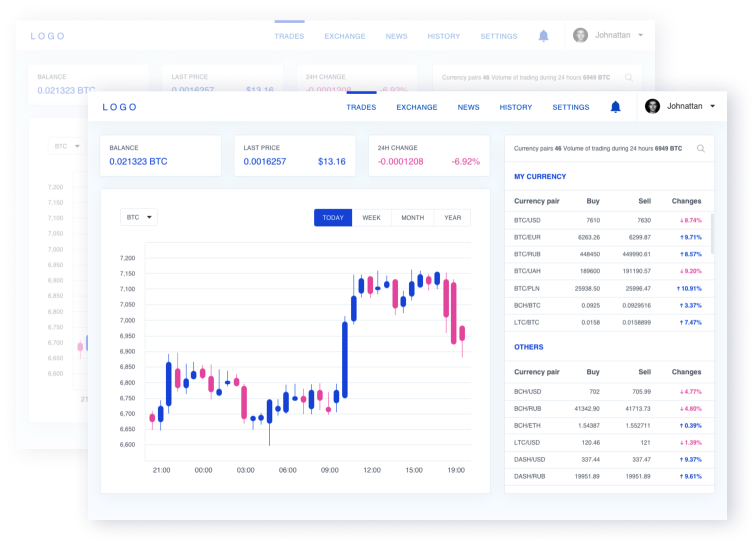 LOGO
TRADES EXCHANGE NEWS HISTORY SETTINGS Johnattan
BALANCE
0.021323 BTC
LAST PRICE
0.0016257 $13.16
24H CHANGE
-0.0001208 -6.92%
Currency pairs 46 Volume of trading during 24 hours 6949 BTC
BTC
7,200
7,150
7,100
7,050
7,000
6,950
6,900
6,850
6,800
6,750
6,700
6,650
6,600
21
LOGO
TRADES EXCHANGE NEWS HISTORY SETTINGS Johnattan
BALANCE
0.021323 BTC
LAST PRICE
0.0016257 $13.16
24H CHANGE
-0.0001208 -6.92%
BTC
TODAY WEEK MONTH YEAR
7,200
7,150
7,100
7,050
7,000
6,950
6,900
6,850
6,800
6,750
6,700
6,650
6,600
21:00 00:00 03:00 06:00 09:00 12:00 15:00 19:00
Currency pairs 46 Volume of trading during 24 hours 6949 BTC
MY CURRENCY
Currency pair Buy Sell Changes
BTC/USD 7610 7630 ↓8.74%
BTC/EUR 6263.26 6299.87 ↑9.71%
BTC/RUB 448450 449990.61 ↑8.57%
BTC/UAH 189600 191190.57 ↓9.20%
BTC/PLN 25938.50 25996.47 ↑10.91%
BCH/BTC 0.0925 0.0929516 ↑3.37%
LTC/BTC 0.0158 0.0158899 ↑7.47%
OTHERS
Currency pair Buy Sell Changes
BCH/USD 702 705.99 ↓4.77%
BCH/RUB 41342.90 41713.73 ↓4.80%
BCH/ETH 1.54387 1.552711 ↑0.39%
LTC/USD 120.46 121 ↓1.39%
DASH/USD 337.44 337.47 ↑9.37%
DASH/RUB 19951.89 19951.89 ↑9.61%